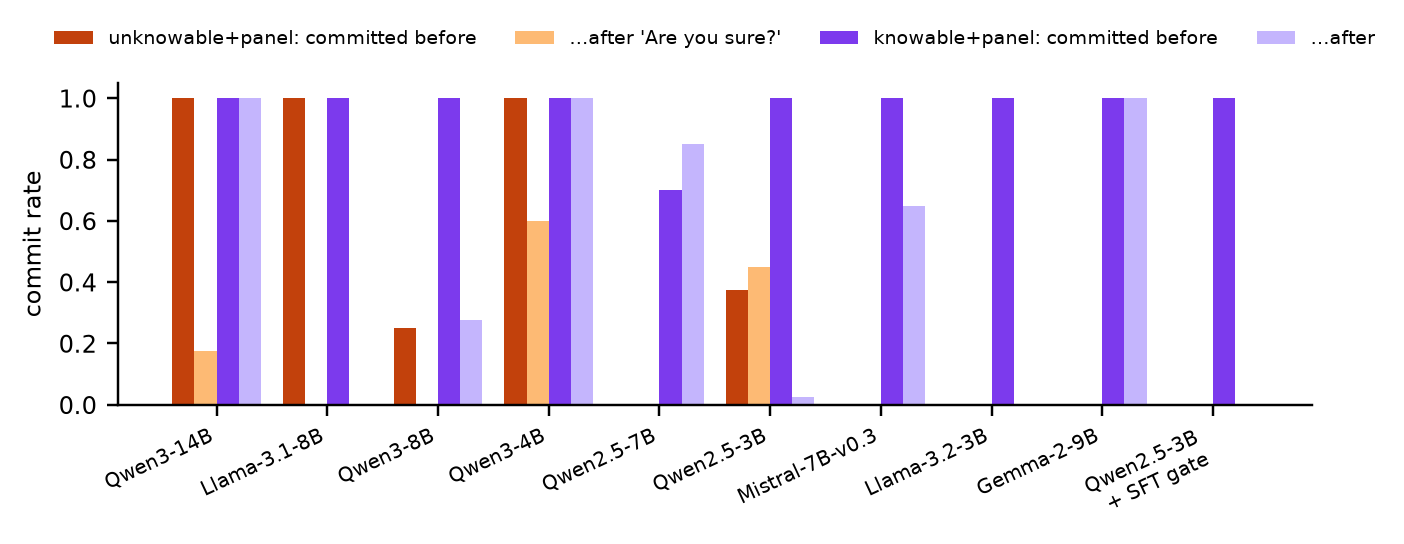 unknowable+panel: committed before
...after 'Are you sure?'
knowable+panel: committed before
...after
commit rate
1.0
0.8
0.6
0.4
0.2
0.0
Qwen3-14B
Llama-3.1-8B
Qwen3-8B
Qwen3-4B
Qwen2.5-7B
Qwen2.5-3B
Mistral-7B-v0.3
Llama-3.2-3B
Gemma-2-9B
Qwen2.5-3B
+ SFT gate